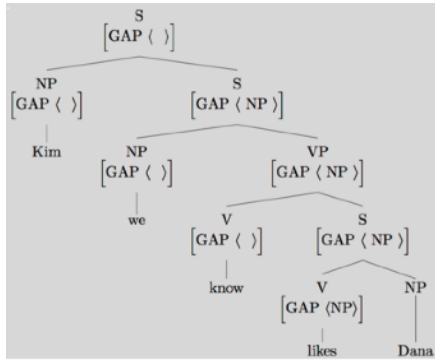 S
[GAP ⟨ ⟩]
NP S
[GAP ⟨ ⟩] [GAP ⟨ NP ⟩]
Kim NP VP
[GAP ⟨ ⟩] [GAP ⟨ NP ⟩]
we V S
[GAP ⟨ ⟩] [GAP ⟨ NP ⟩]
know V NP
[GAP ⟨NP⟩]
likes Dana